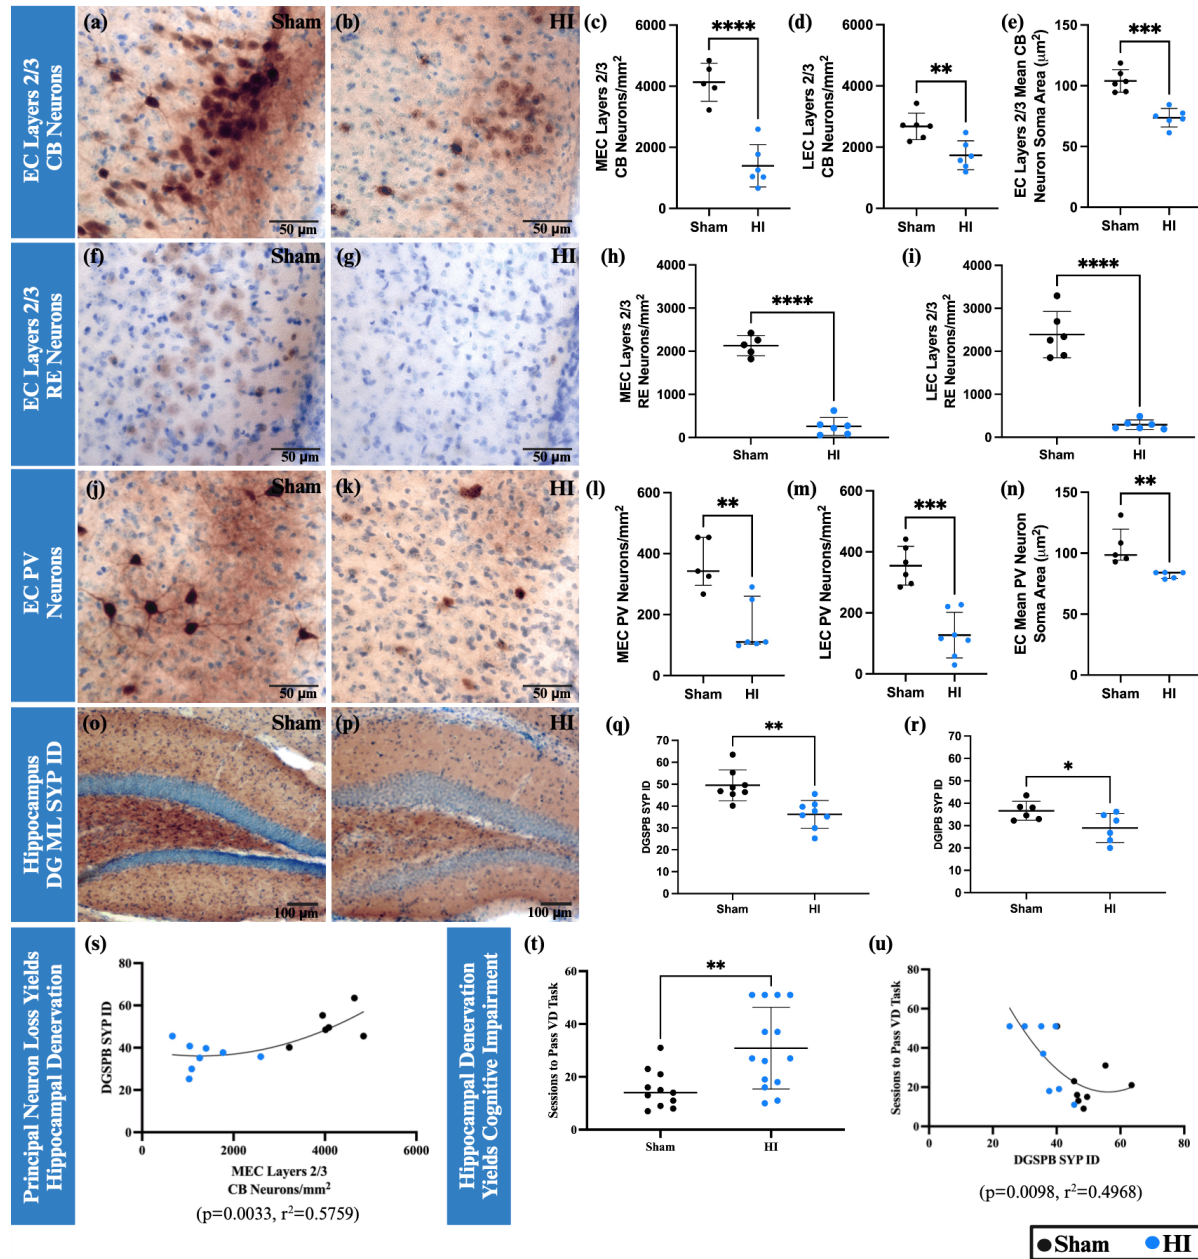 EC Layers 2/3
CB Neurons
(a)
Sham
50 µm
(b)
HI
50 µm
(c)
****
MEC Layers 2/3
CB Neurons/mm²
6000
4000
2000
0
Sham
HI
(d)
**
LEC Layers 2/3
CB Neurons/mm²
6000
4000
2000
0
Sham
HI
(e)
***
EC Layers 2/3 Mean CB
Neuron Soma Area (µm²)
150
100
50
0
Sham
HI
EC Layers 2/3
RE Neurons
(f)
Sham
50 µm
(g)
HI
50 µm
(h)
****
MEC Layers 2/3
RE Neurons/mm²
4000
3000
2000
1000
0
Sham
HI
(i)
****
LEC Layers 2/3
RE Neurons/mm²
4000
3000
2000
1000
0
Sham
HI
EC PV
Neurons
(j)
Sham
50 µm
(k)
HI
50 µm
(l)
**
MEC PV Neurons/mm²
600
400
200
0
Sham
HI
(m)
***
LEC PV Neurons/mm²
600
400
200
0
Sham
HI
(n)
**
EC Mean PV Neuron
Soma Area (µm²)
150
100
50
0
Sham
HI
Hippocampus
DG ML SYP ID
(o)
Sham
100 µm
(p)
HI
100 µm
(q)
**
DGSPB SYP ID
70
60
50
40
30
20
10
0
Sham
HI
(r)
*
DGIPB SYP ID
70
60
50
40
30
20
10
0
Sham
HI
Principal Neuron Loss Yields
Hippocampal Denervation
(s)
DGSPB SYP ID
80
60
40
20
0
0
2000
4000
6000
MEC Layers 2/3
CB Neurons/mm²
(p=0.0033, r²=0.5759)
Hippocampal Denervation
Yields Cognitive Impairment
(t)
**
Sessions to Pass VD Task
60
40
20
0
Sham
HI
(u)
Sessions to Pass VD Task
80
60
40
20
0
0
20
40
60
80
DGSPB SYP ID
(p=0.0098, r²=0.4968)
Sham
HI